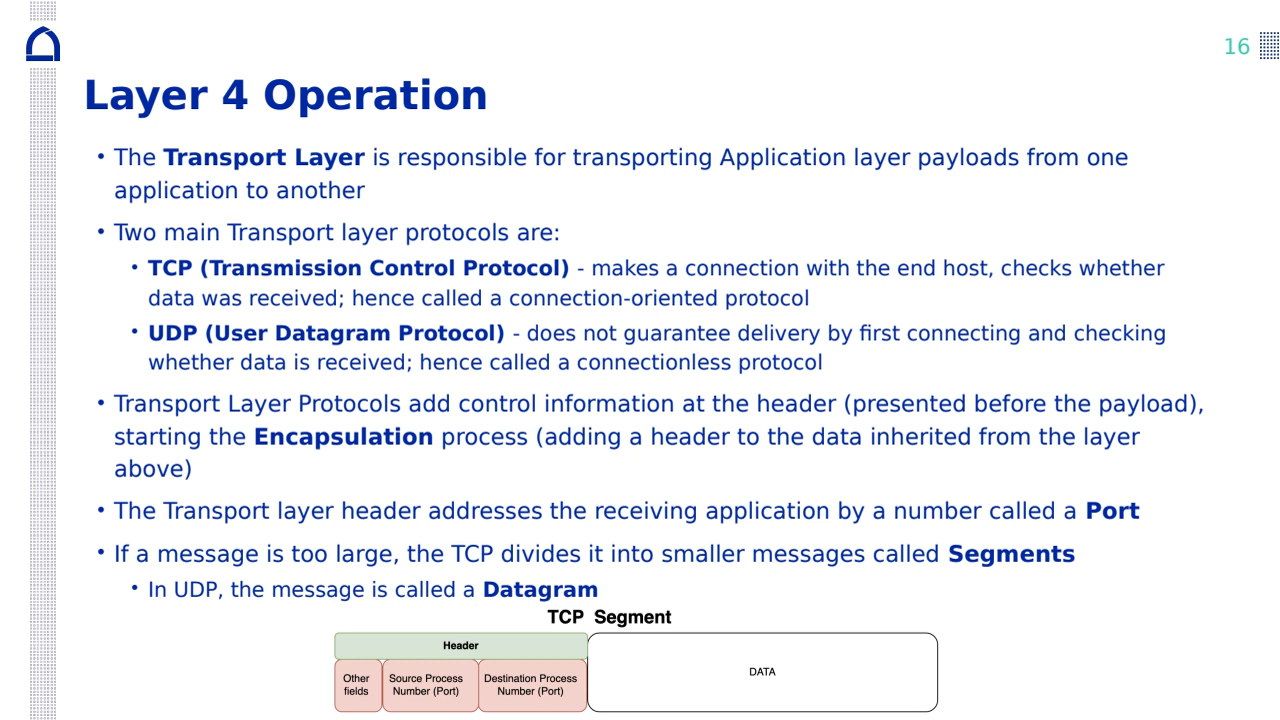 16
Layer 4 Operation
• The Transport Layer is responsible for transporting Application layer payloads from one
application to another
• Two main Transport layer protocols are:
• TCP (Transmission Control Protocol) - makes a connection with the end host, checks whether
data was received; hence called a connection-oriented protocol
• UDP (User Datagram Protocol) - does not guarantee delivery by first connecting and checking
whether data is received; hence called a connectionless protocol
• Transport Layer Protocols add control information at the header (presented before the payload),
starting the Encapsulation process (adding a header to the data inherited from the layer
above)
• The Transport layer header addresses the receiving application by a number called a Port
• If a message is too large, the TCP divides it into smaller messages called Segments
• In UDP, the message is called a Datagram
TCP Segment
Header
Other
fields
Source Process
Number (Port)
Destination Process
Number (Port)
DATA